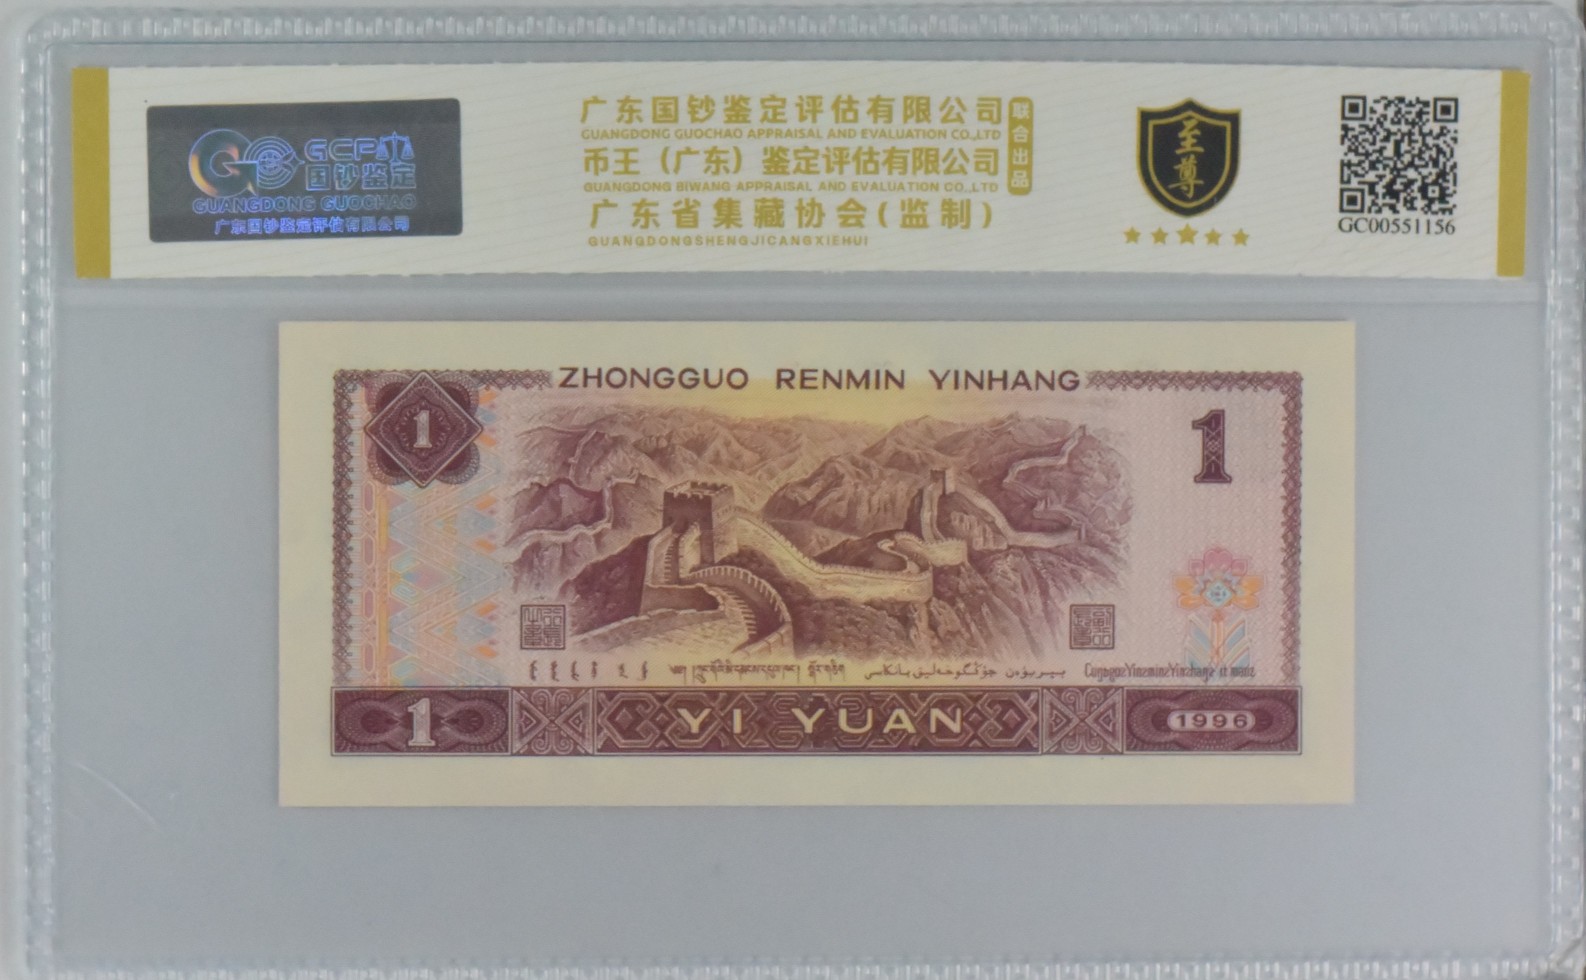 GCP
国钞鉴定
GUANGDONG GUOCHAO
广东国钞鉴定评估有限公司
广东国钞鉴定评估有限公司
GUANGDONG GUOCHAO APPRAISAL AND EVALUATION CO.,LTD
币王（广东）鉴定评估有限公司
GUANGDONG BIWANG APPRAISAL AND EVALUATION CO.,LTD
广东省集藏协会(监制)
GUANGDONGSHENGJICANGXIEHUI
联合出品
至尊
GC00551156
ZHONGGUO RENMIN YINHANG
1
1
1
YI YUAN
1996